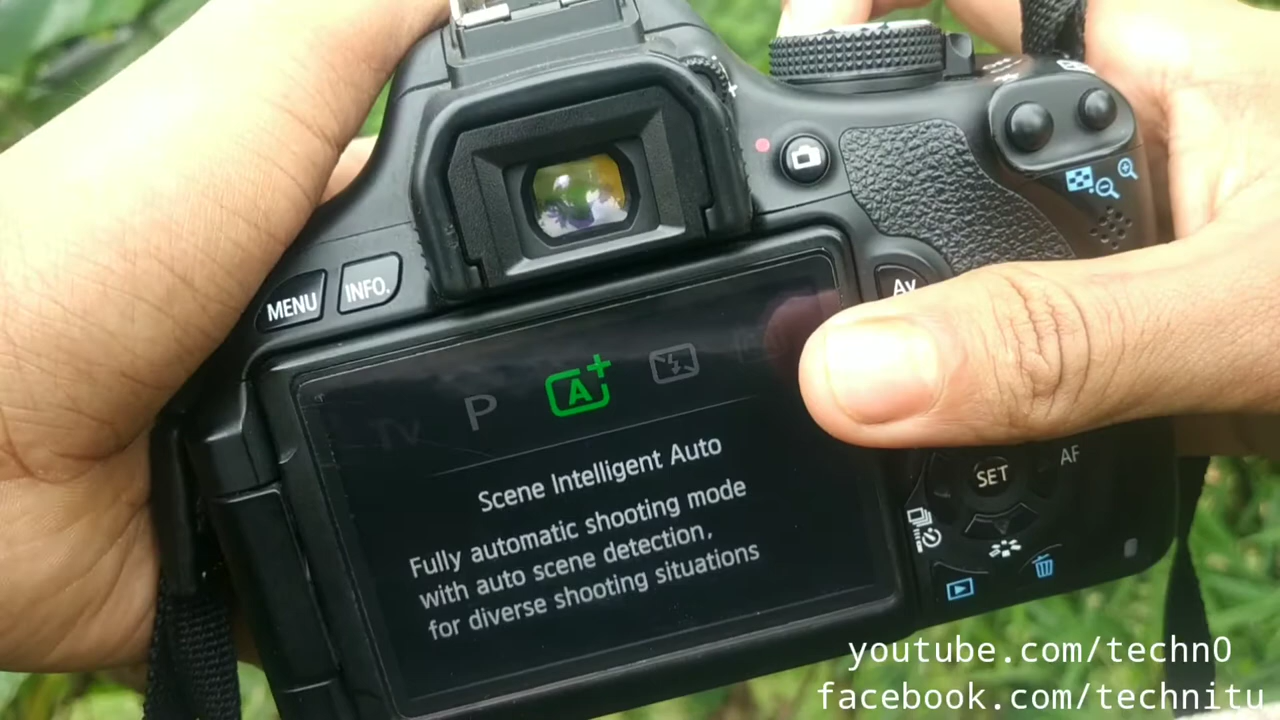 MENU
INFO.
Av
Tv P A+
Scene Intelligent Auto
Fully automatic shooting mode
with auto scene detection,
for diverse shooting situations
AF
SET
youtube.com/techn0
facebook.com/technitu